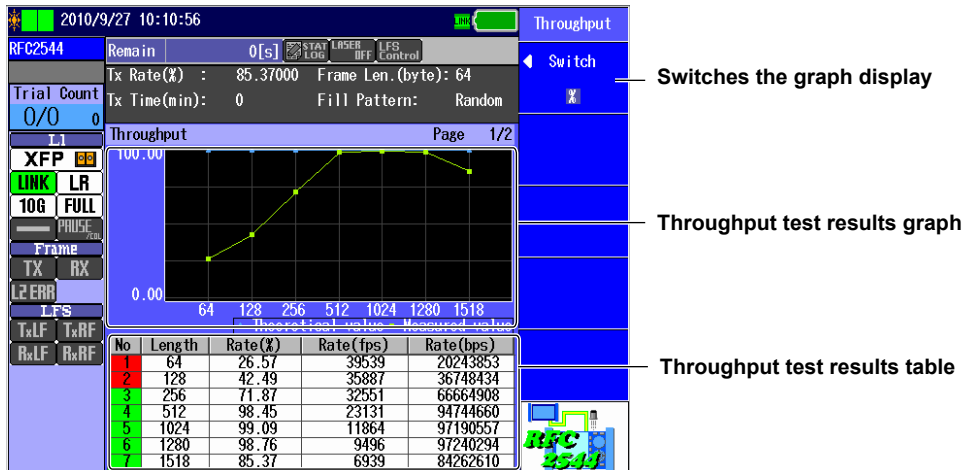 2010/9/27 10:10:56
LINK
Throughput
RFC2544
Remain 0[s] STAT LOG LASER OFF LFS Control
Switch
%
Switches the graph display
Tx Rate(%) : 85.37000 Frame Len.(byte): 64
Tx Time(min): 0 Fill Pattern: Random
Trial Count
0/0 0
Throughput Page 1/2
L1
XFP
LINK LR
10G FULL
PAUSE /COL
Frame
TX RX
L2 ERR
LFS
TxLF TxRF
RxLF RxRF
100.00
0.00
64 128 256 512 1024 1280 1518
Theoretical value Measured value
Throughput test results graph
No Length Rate(%) Rate(fps) Rate(bps)
1 64 26.57 39539 20243853
2 128 42.49 35887 36748434
3 256 71.87 32551 66664908
4 512 98.45 23131 94744660
5 1024 99.09 11864 97190557
6 1280 98.76 9496 97240294
7 1518 85.37 6939 84262610
Throughput test results table
RFC
2544